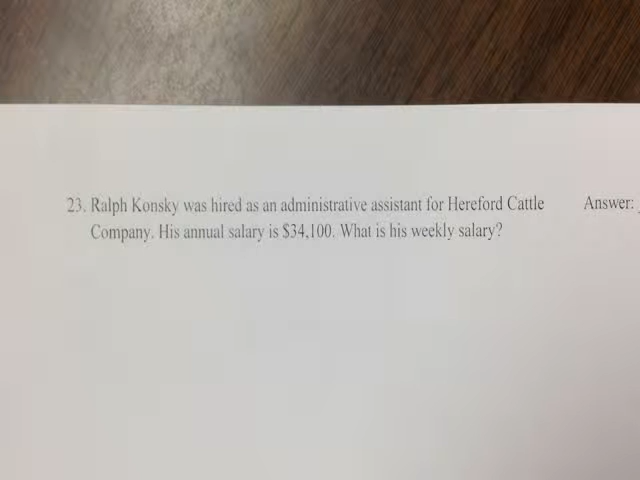 23. Ralph Konsky was hired as an administrative assistant for Hereford Cattle Answer:
Company. His annual salary is $34,100. What is his weekly salary?